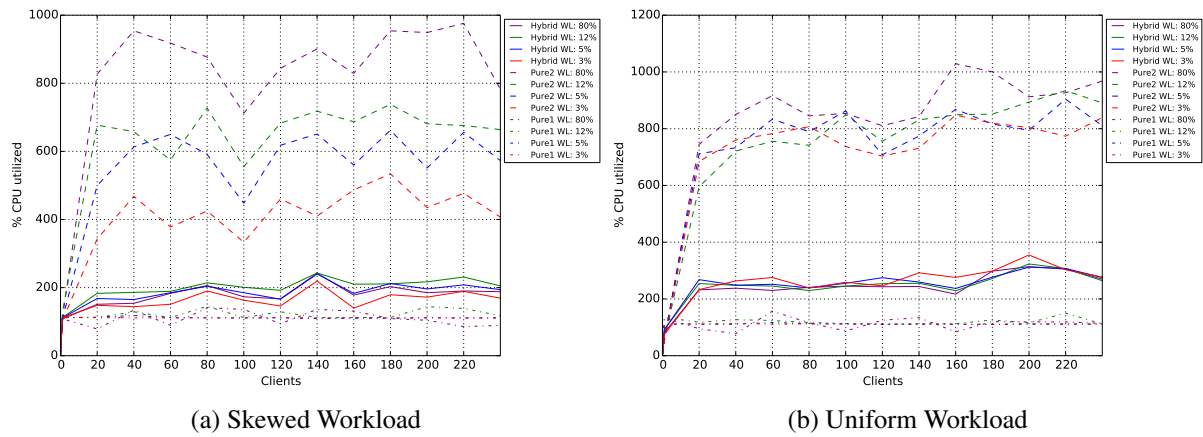 1000
800
600
400
200
0
% CPU utilized
0 20 40 60 80 100 120 140 160 180 200 220
Clients
Hybrid WL: 80%
Hybrid WL: 12%
Hybrid WL: 5%
Hybrid WL: 3%
Pure2 WL: 80%
Pure2 WL: 12%
Pure2 WL: 5%
Pure2 WL: 3%
Pure1 WL: 80%
Pure1 WL: 12%
Pure1 WL: 5%
Pure1 WL: 3%
(a) Skewed Workload
1200
1000
800
600
400
200
0
% CPU utilized
0 20 40 60 80 100 120 140 160 180 200 220
Clients
Hybrid WL: 80%
Hybrid WL: 12%
Hybrid WL: 5%
Hybrid WL: 3%
Pure2 WL: 80%
Pure2 WL: 12%
Pure2 WL: 5%
Pure2 WL: 3%
Pure1 WL: 80%
Pure1 WL: 12%
Pure1 WL: 5%
Pure1 WL: 3%
(b) Uniform Workload